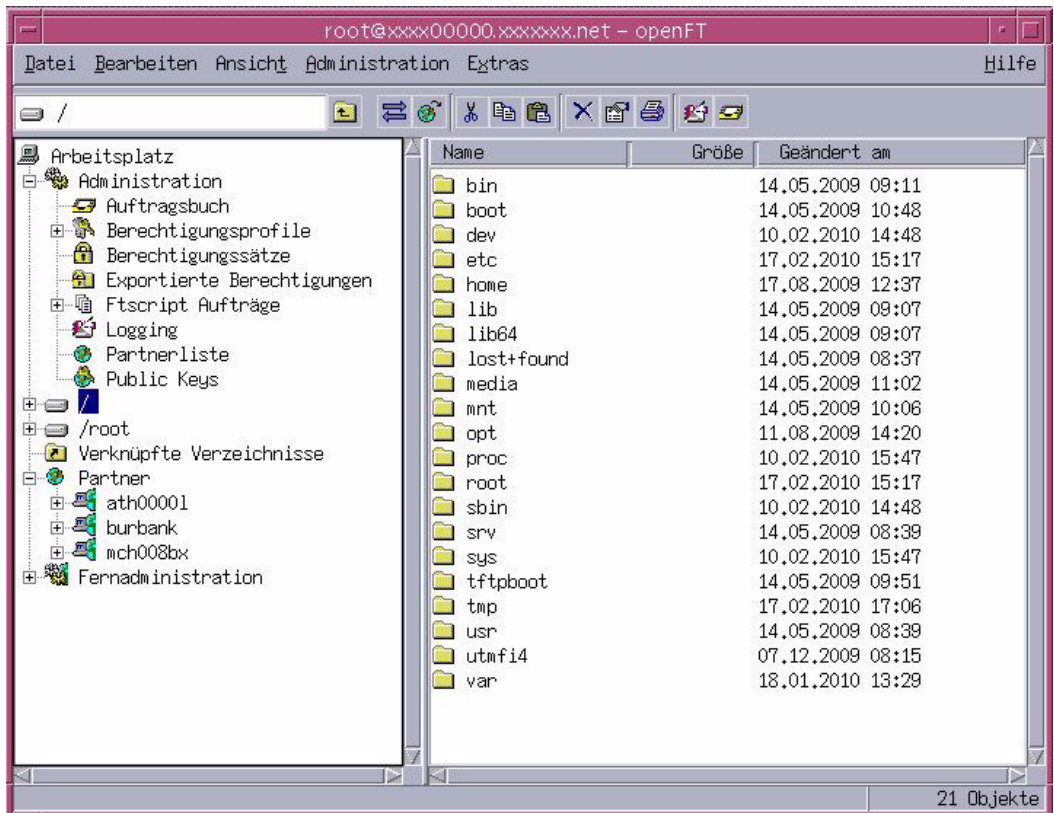 root@xxxx00000.xxxxxxx.net – openFT
Datei Bearbeiten Ansicht Administration Extras Hilfe
/
Arbeitsplatz
Administration
Auftragsbuch
Berechtigungsprofile
Berechtigungssätze
Exportierte Berechtigungen
Ftscript Aufträge
Logging
Partnerliste
Public Keys
/
/root
Verknüpfte Verzeichnisse
Partner
ath0000l
burbank
mch008bx
Fernadministration
Name Größe Geändert am
bin 14.05.2009 09:11
boot 14.05.2009 10:48
dev 10.02.2010 14:48
etc 17.02.2010 15:17
home 17.08.2009 12:37
lib 14.05.2009 09:07
lib64 14.05.2009 09:07
lost+found 14.05.2009 08:37
media 14.05.2009 11:02
mnt 14.05.2009 10:06
opt 11.08.2009 14:20
proc 10.02.2010 15:47
root 17.02.2010 15:17
sbin 10.02.2010 14:48
srv 14.05.2009 08:39
sys 10.02.2010 15:47
tftpboot 14.05.2009 09:51
tmp 17.02.2010 17:06
usr 14.05.2009 08:39
utmfi4 07.12.2009 08:15
var 18.01.2010 13:29
21 Objekte